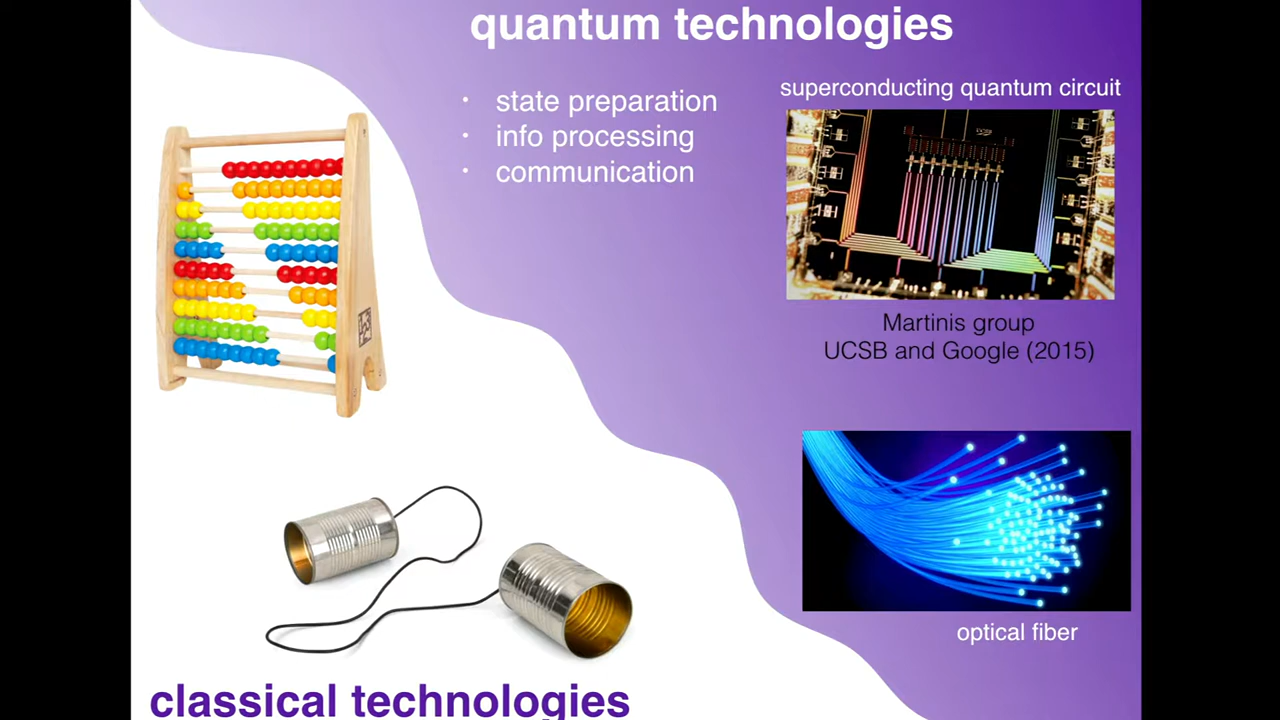 quantum technologies
• state preparation
• info processing
• communication
superconducting quantum circuit
Martinis group
UCSB and Google (2015)
optical fiber
classical technologies